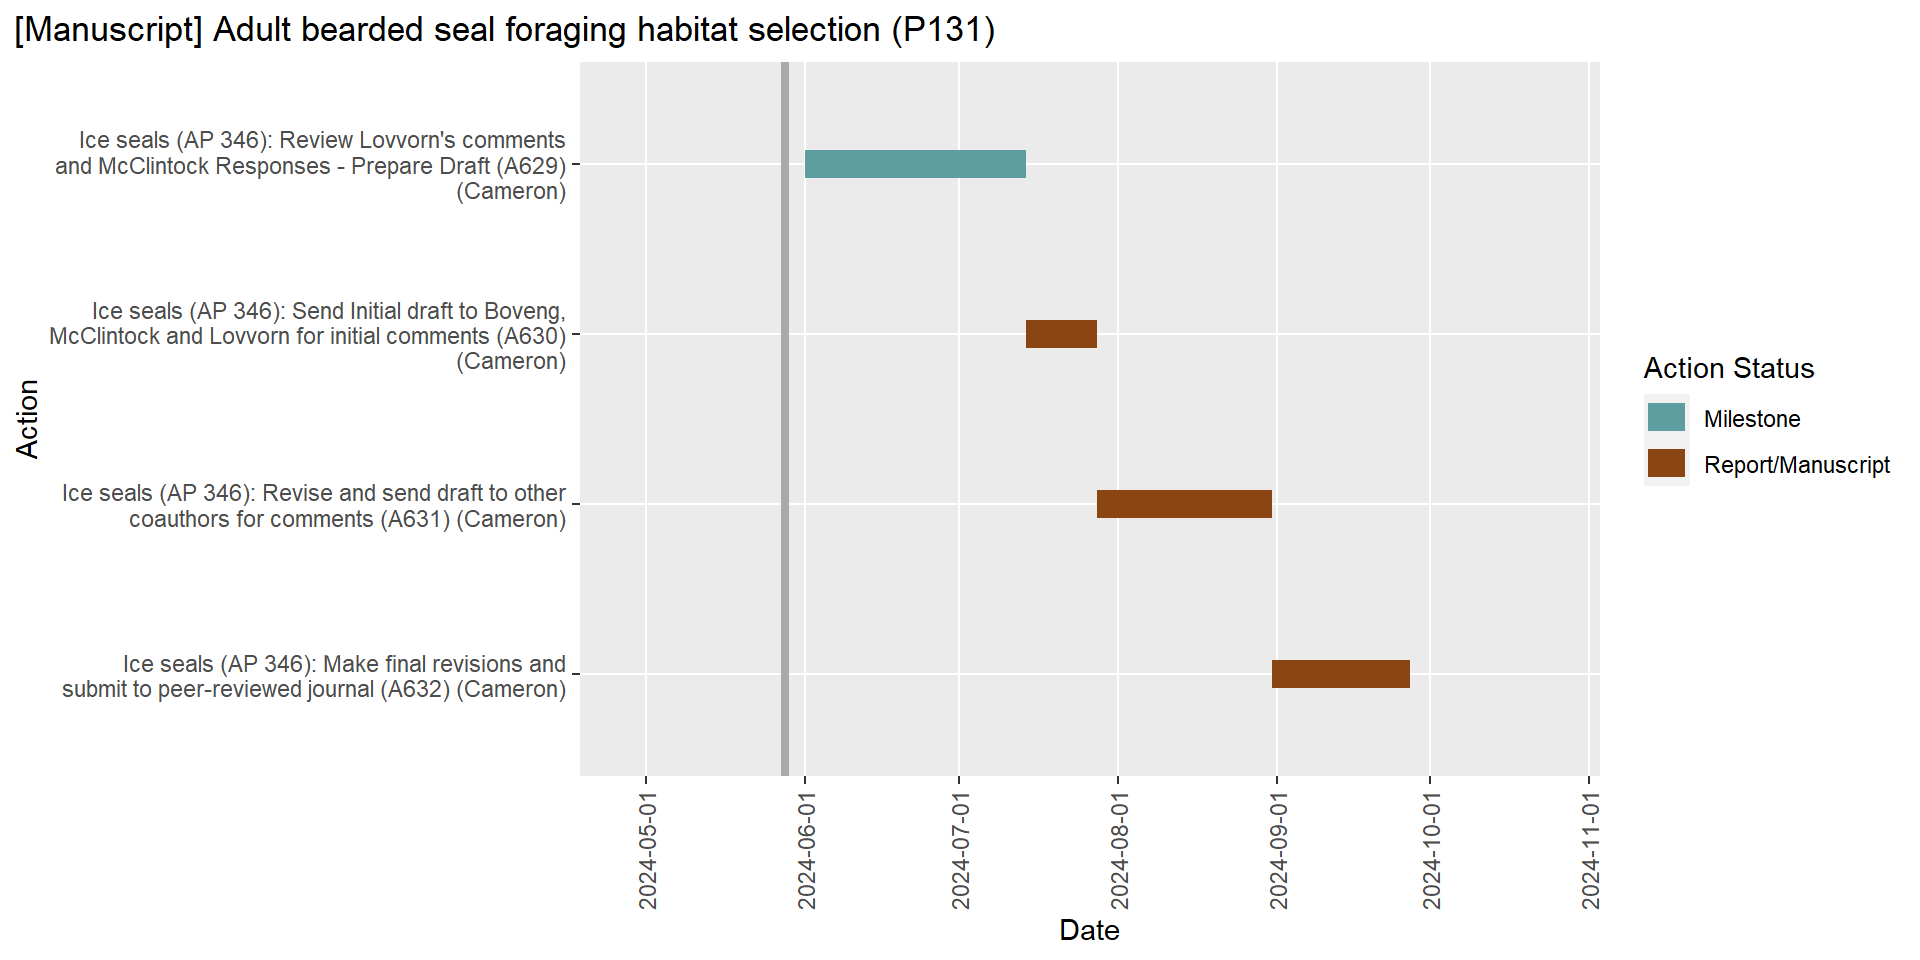 [Manuscript] Adult bearded seal foraging habitat selection (P131)
Ice seals (AP 346): Review Lovvorn's comments
and McClintock Responses - Prepare Draft (A629)
(Cameron)
Ice seals (AP 346): Send Initial draft to Boveng,
McClintock and Lovvorn for initial comments (A630)
(Cameron)
Ice seals (AP 346): Revise and send draft to other
coauthors for comments (A631) (Cameron)
Ice seals (AP 346): Make final revisions and
submit to peer-reviewed journal (A632) (Cameron)
Action
2024-05-01
2024-06-01
2024-07-01
2024-08-01
2024-09-01
2024-10-01
2024-11-01
Date
Action Status
Milestone
Report/Manuscript